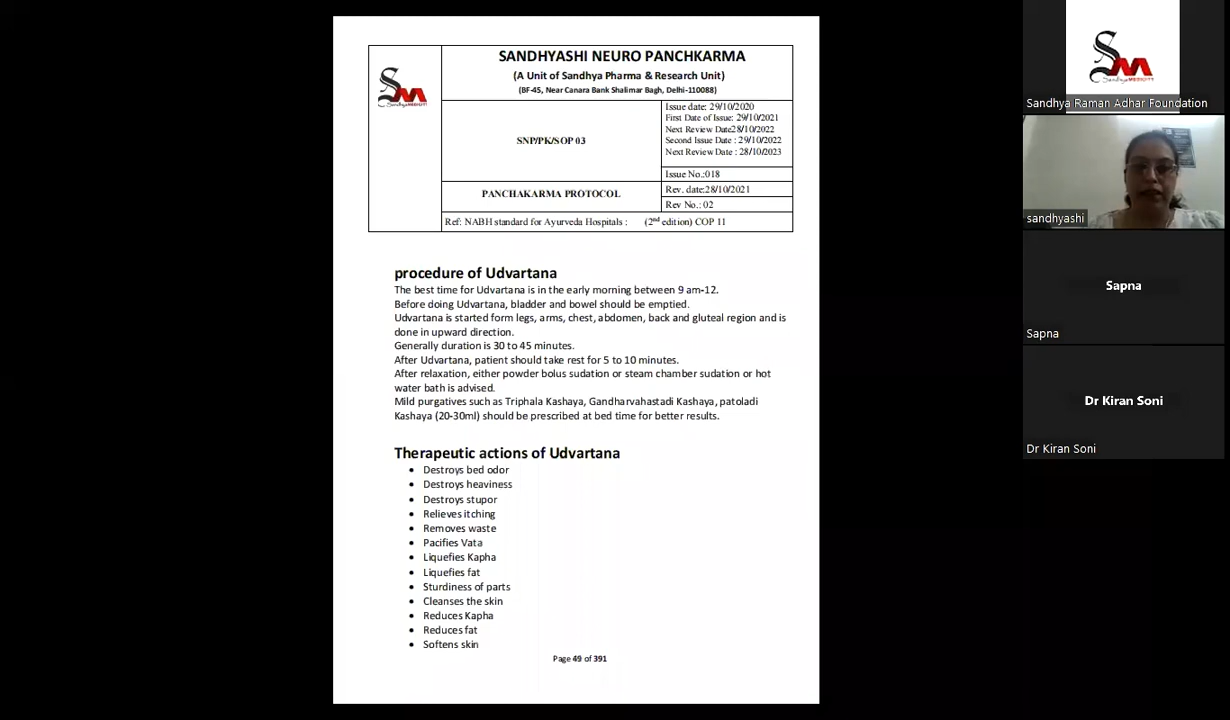 SANDHYASHI NEURO PANCHKARMA
(A Unit of Sandhya Pharma & Research Unit)
(BF-45, Near Canara Bank Shalimar Bagh, Delhi-110088)
SNP/PK/SOP 03
Issue date: 29/10/2020
First Date of Issue: 29/10/2021
Next Review Date28/10/2022
Second Issue Date : 29/10/2022
Next Review Date : 28/10/2023
Issue No.:018
PANCHAKARMA PROTOCOL
Rev. date:28/10/2021
Rev No.: 02
Ref: NABH standard for Ayurveda Hospitals : (2nd edition) COP 11
procedure of Udvartana
The best time for Udvartana is in the early morning between 9 am-12.
Before doing Udvartana, bladder and bowel should be emptied.
Udvartana is started form legs, arms, chest, abdomen, back and gluteal region and is
done in upward direction.
Generally duration is 30 to 45 minutes.
After Udvartana, patient should take rest for 5 to 10 minutes.
After relaxation, either powder bolus sudation or steam chamber sudation or hot
water bath is advised.
Mild purgatives such as Triphala Kashaya, Gandharvahastadi Kashaya, patoladi
Kashaya (20-30ml) should be prescribed at bed time for better results.
Therapeutic actions of Udvartana
• Destroys bed odor
• Destroys heaviness
• Destroys stupor
• Relieves itching
• Removes waste
• Pacifies Vata
• Liquefies Kapha
• Liquefies fat
• Sturdiness of parts
• Cleanses the skin
• Reduces Kapha
• Reduces fat
• Softens skin
Page 49 of 391
Sandhya Raman Adhar Foundation
sandhyashi
Sapna
Sapna
Dr Kiran Soni
Dr Kiran Soni